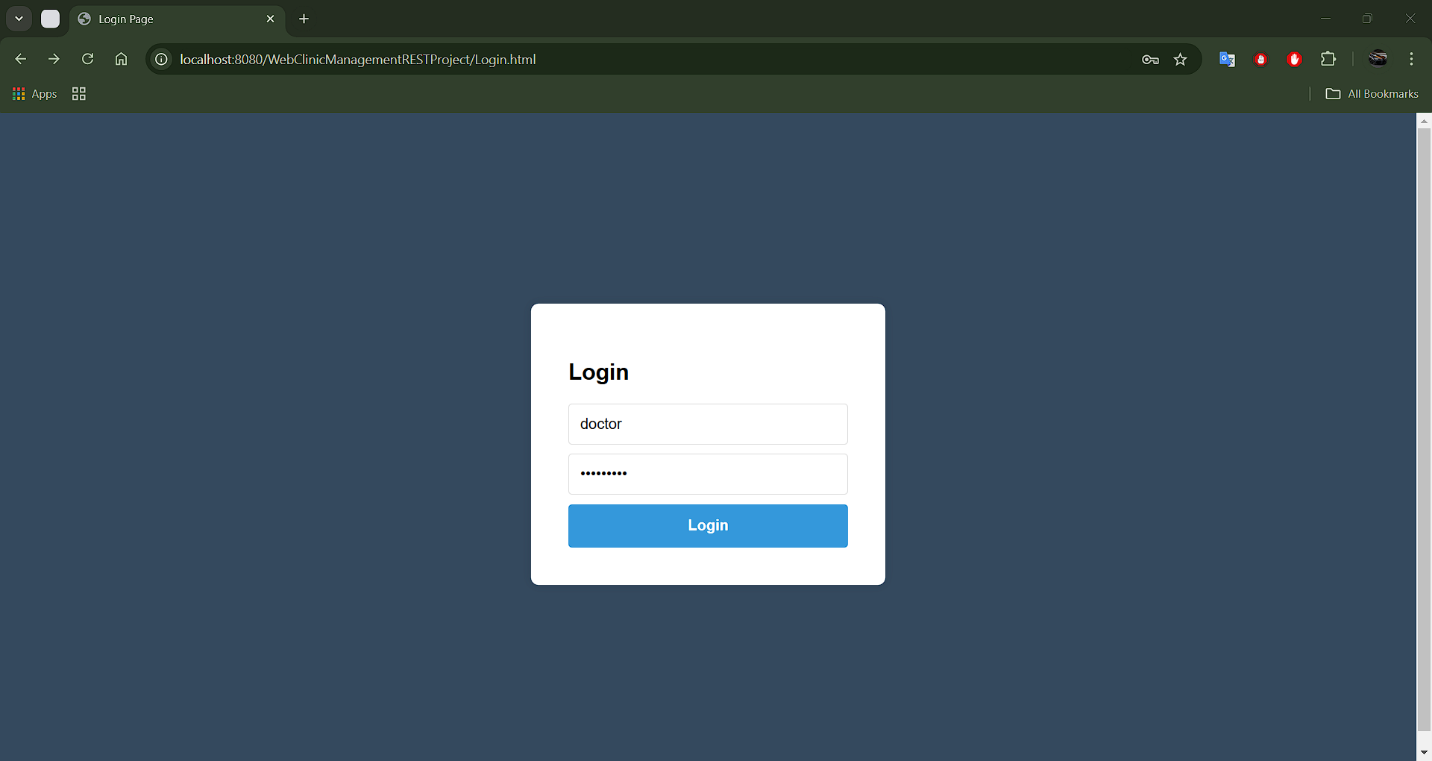 Login Page
localhost:8080/WebClinicManagementRESTProject/Login.html
Apps
All Bookmarks
Login
doctor
•••••••••
Login